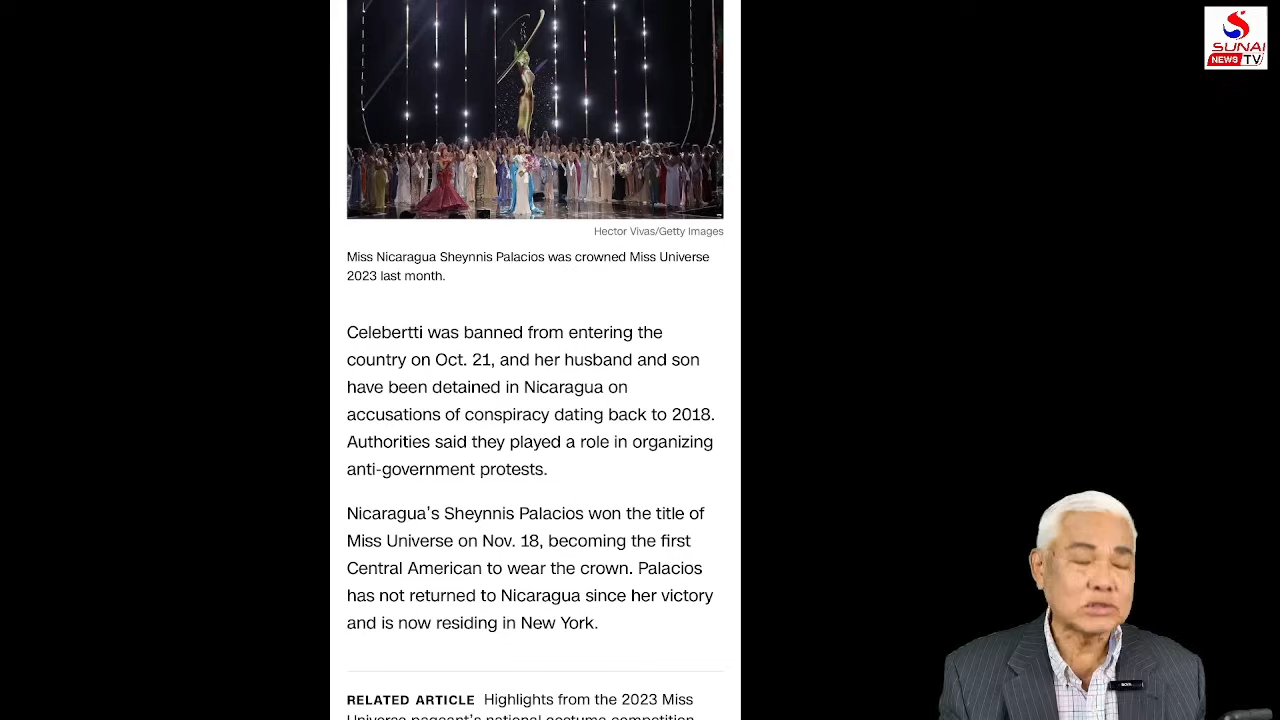 SUNAI
NEWS TV
Hector Vivas/Getty Images
Miss Nicaragua Sheynnis Palacios was crowned Miss Universe
2023 last month.
Celebertti was banned from entering the
country on Oct. 21, and her husband and son
have been detained in Nicaragua on
accusations of conspiracy dating back to 2018.
Authorities said they played a role in organizing
anti-government protests.
Nicaragua's Sheynnis Palacios won the title of
Miss Universe on Nov. 18, becoming the first
Central American to wear the crown. Palacios
has not returned to Nicaragua since her victory
and is now residing in New York.
RELATED ARTICLE Highlights from the 2023 Miss
Universe pageant's national costume competition